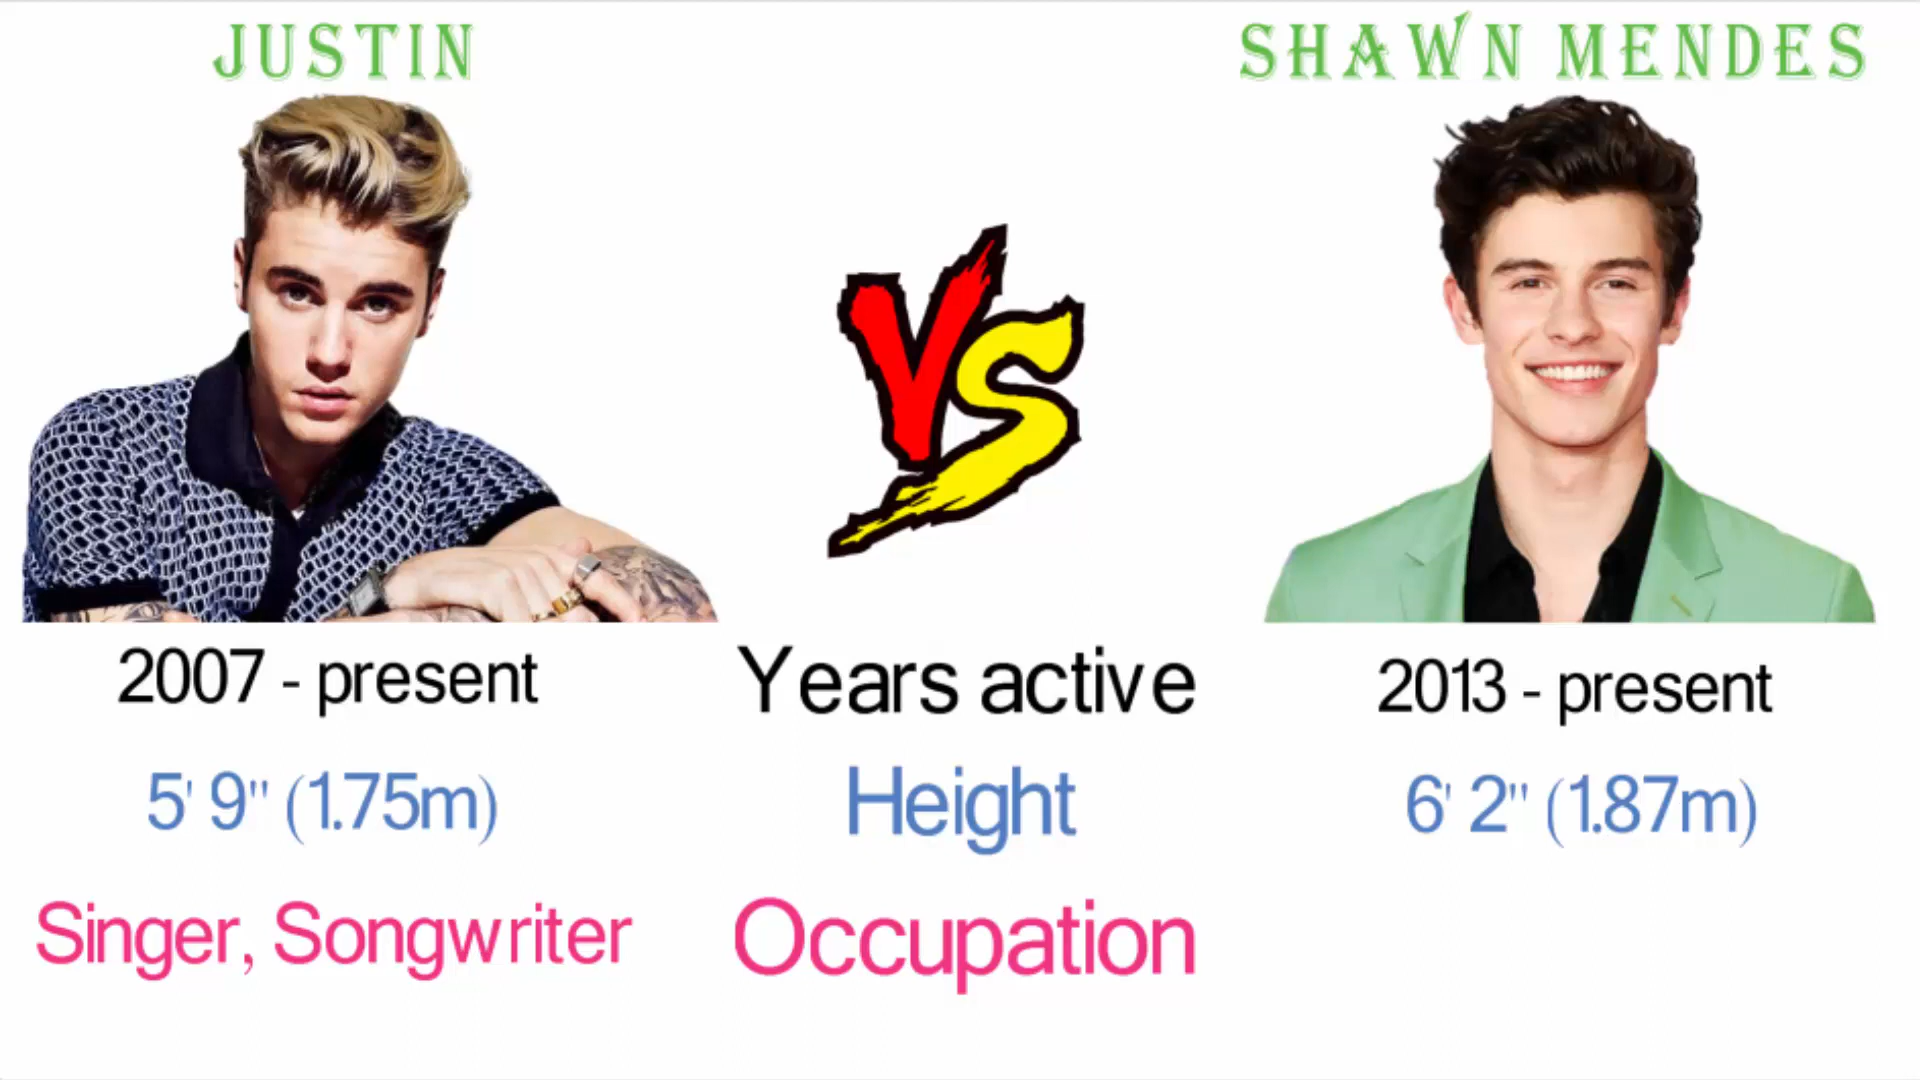 JUSTIN
SHAWN MENDES
VS
2007 - present
Years active
2013 - present
5' 9" (1.75m)
Height
6' 2" (1.87m)
Singer, Songwriter
Occupation